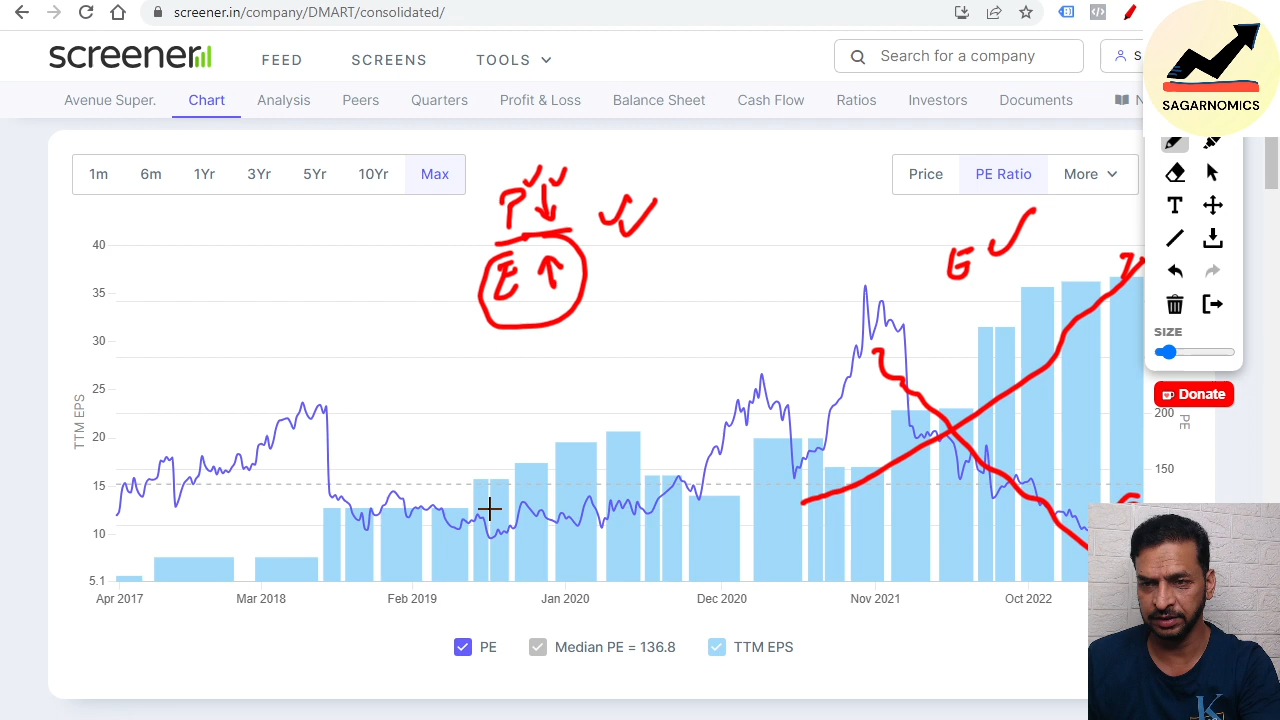 screener.in/company/DMART/consolidated/
screener FEED SCREENS TOOLS Search for a company S
SAGARNOMICS
Avenue Super. Chart Analysis Peers Quarters Profit & Loss Balance Sheet Cash Flow Ratios Investors Documents N
1m 6m 1Yr 3Yr 5Yr 10Yr Max Price PE Ratio More
P
E
E
T
SIZE
Donate
40
35
30
25
20
15
10
5.1
TTM EPS
200
150
PE
Apr 2017 Mar 2018 Feb 2019 Jan 2020 Dec 2020 Nov 2021 Oct 2022
PE Median PE = 136.8 TTM EPS